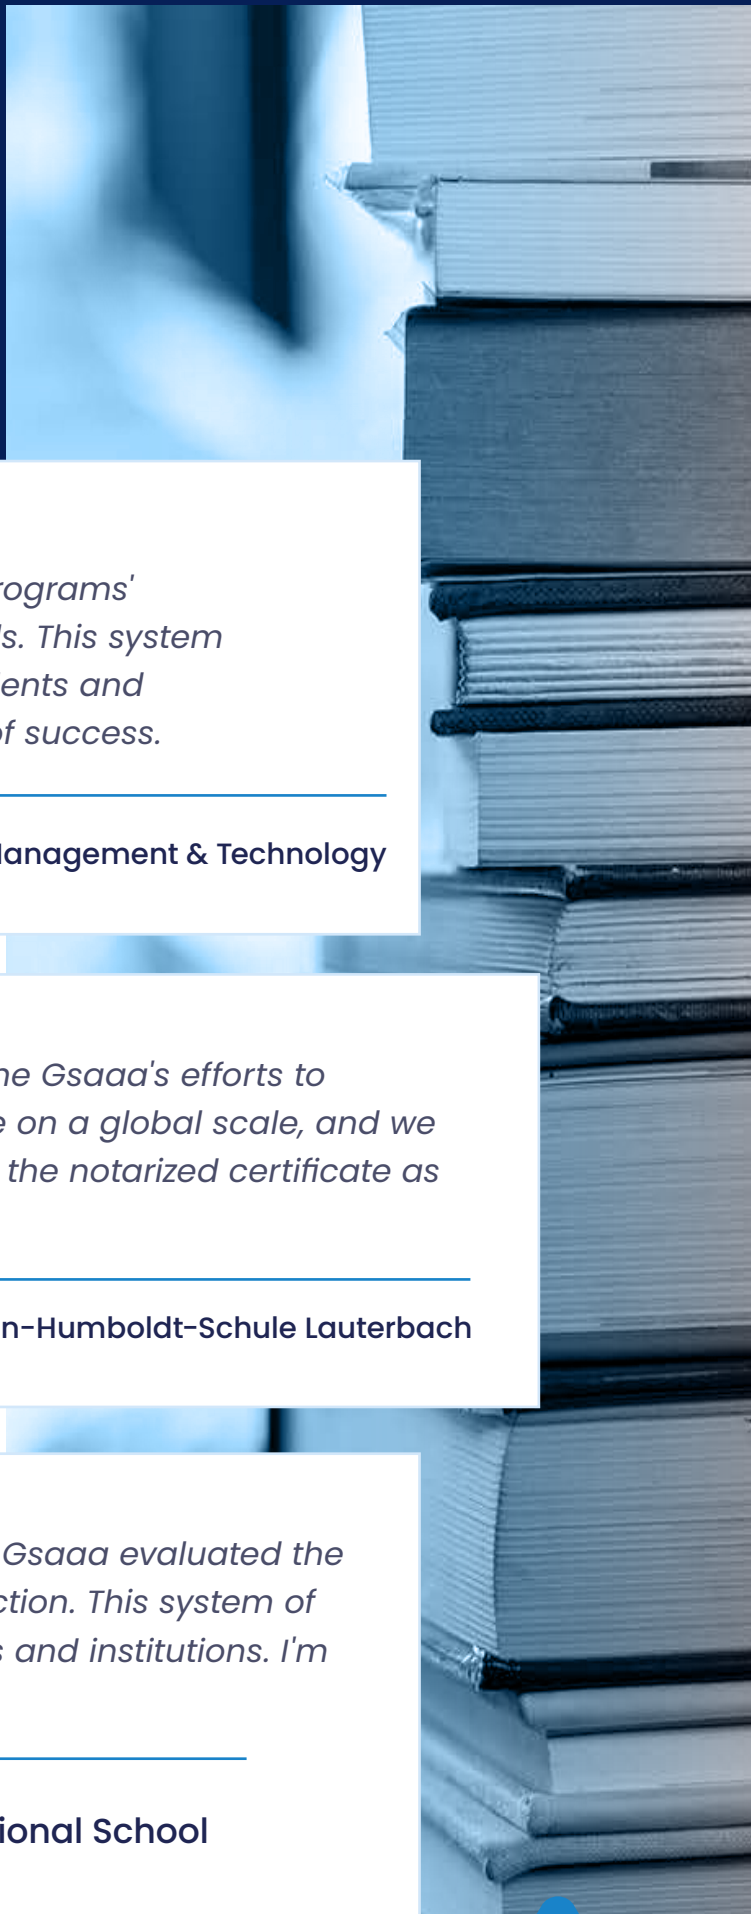 rograms'
s. This system
ents and
of success.
Management & Technology
he Gsaaa's efforts to
e on a global scale, and we
the notarized certificate as
n-Humboldt-Schule Lauterbach
Gsaaa evaluated the
ction. This system of
s and institutions. I'm
ional School